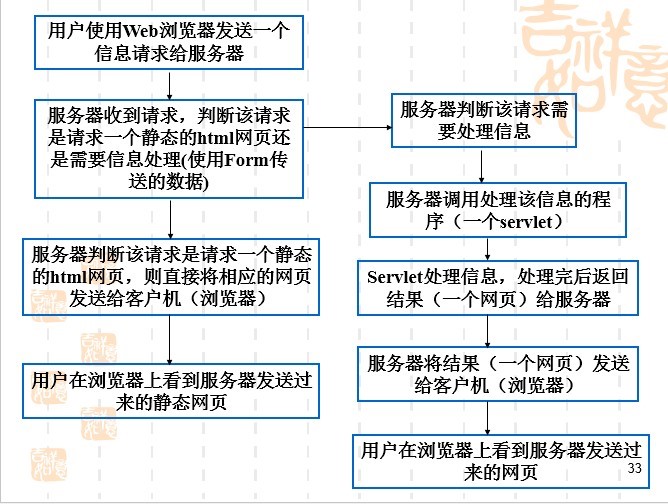 用户使用Web浏览器发送一个
信息请求给服务器
服务器收到请求，判断该请求
是请求一个静态的html网页还
是需要信息处理(使用Form传
送的数据)
服务器判断该请求是请求一个静态
的html网页，则直接将相应的网页
发送给客户机（浏览器）
用户在浏览器上看到服务器发送过
来的静态网页
服务器判断该请求需
要处理信息
服务器调用处理该信息的程
序（一个servlet）
Servlet处理信息，处理完后返回
结果（一个网页）给服务器
服务器将结果（一个网页）发送
给客户机（浏览器）
用户在浏览器上看到服务器发送过
来的网页
33
吉祥
如意